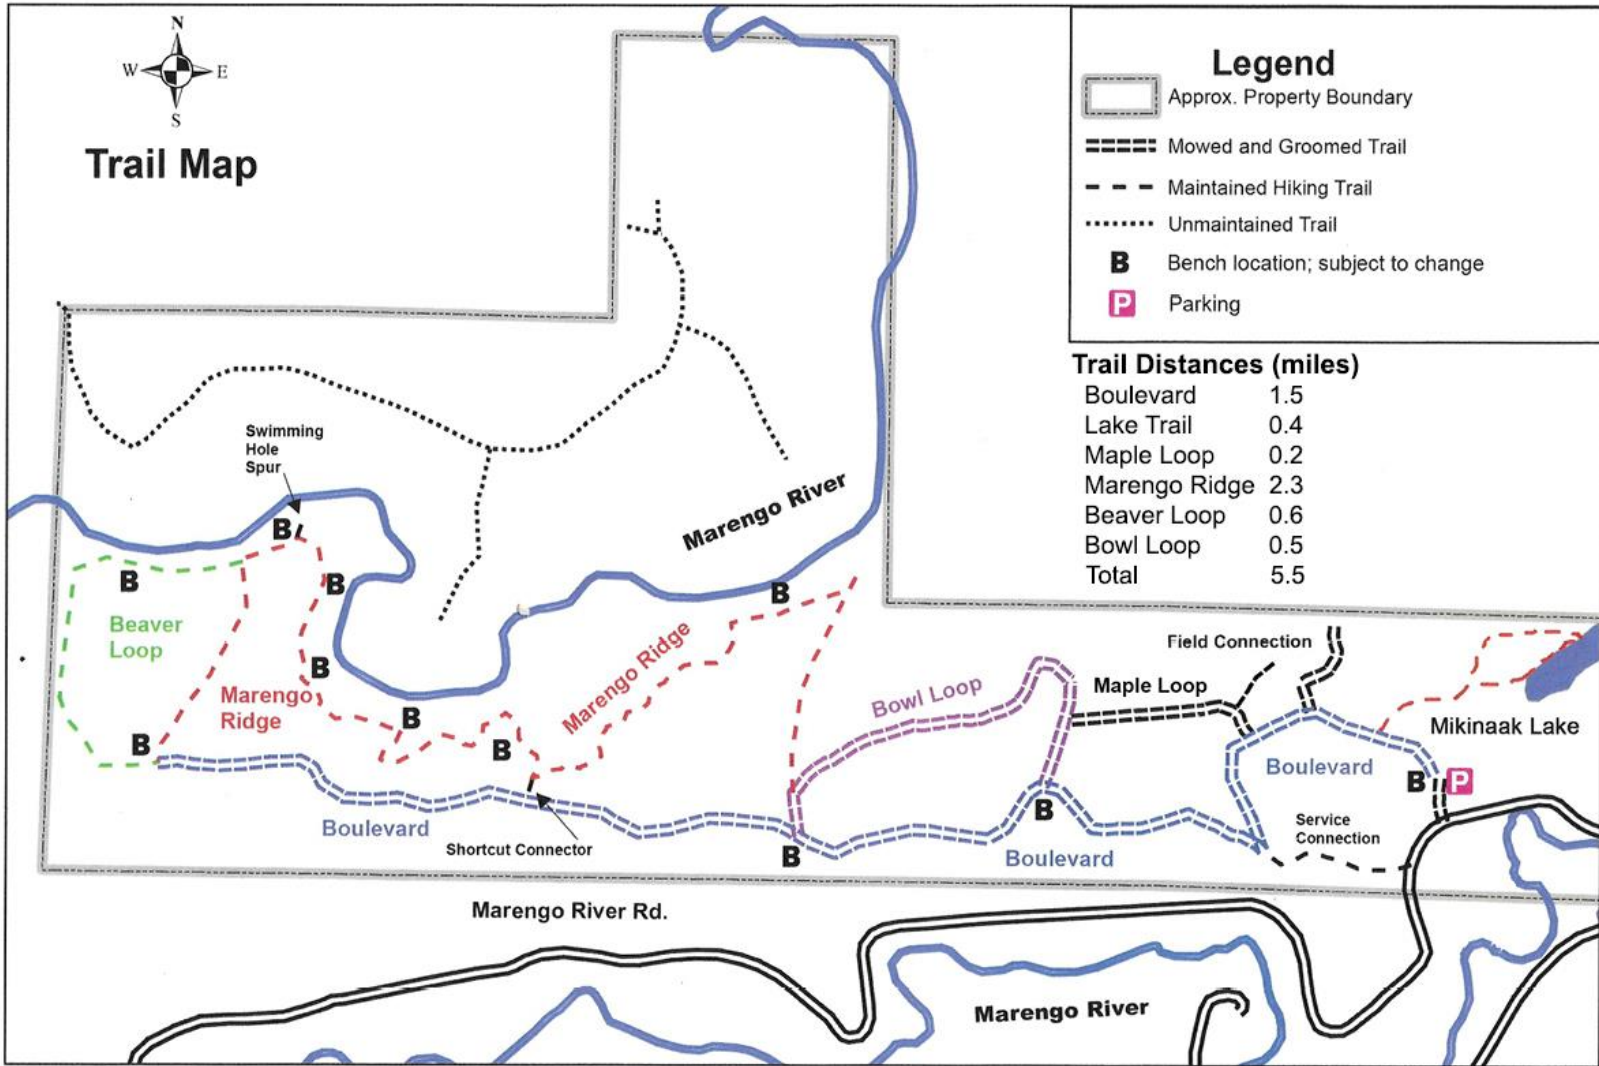 N
W E
S
Trail Map
Legend
Approx. Property Boundary
Mowed and Groomed Trail
Maintained Hiking Trail
Unmaintained Trail
B Bench location; subject to change
P Parking
Trail Distances (miles)
Boulevard 1.5
Lake Trail 0.4
Maple Loop 0.2
Marengo Ridge 2.3
Beaver Loop 0.6
Bowl Loop 0.5
Total 5.5
Swimming
Hole
Spur
Marengo River
B
B
B
B
Beaver
Loop
Marengo
Ridge
B
B
B
B
Marengo Ridge
Bowl Loop
Maple Loop
Field Connection
Mikinaak Lake
Boulevard
B P
B
B
Service
Connection
Boulevard
Boulevard
Shortcut Connector
Marengo River Rd.
Marengo River